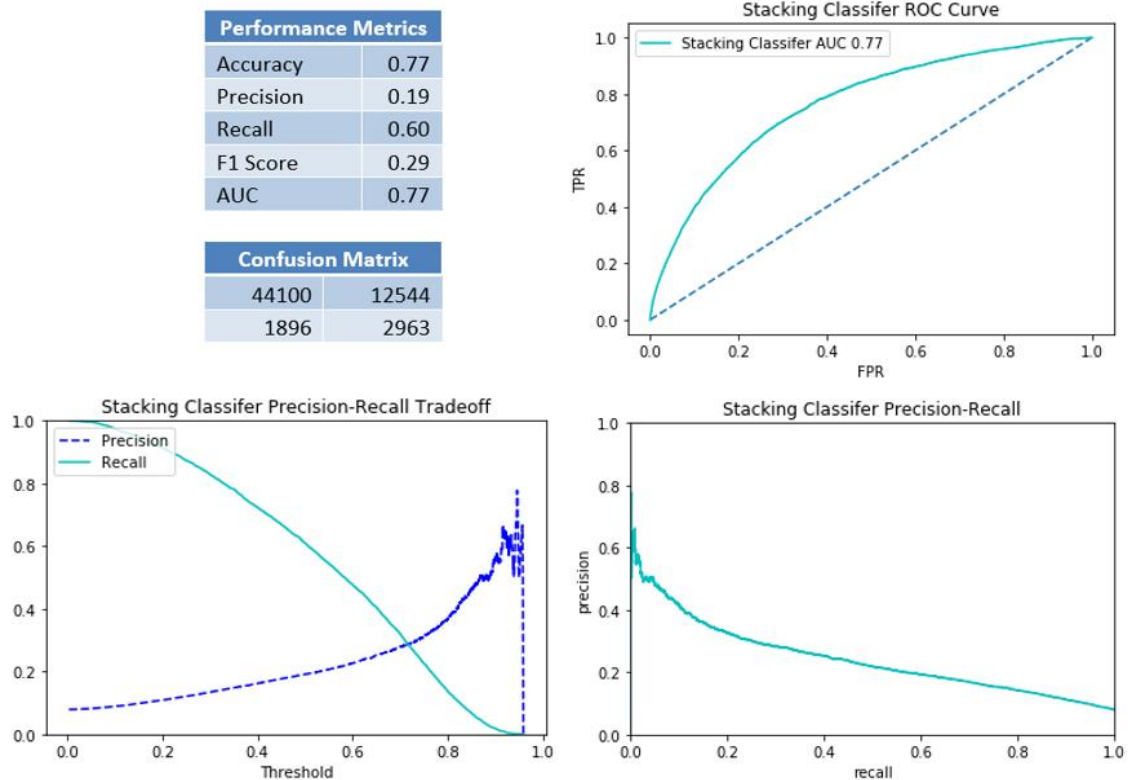 Performance Metrics
Accuracy 0.77
Precision 0.19
Recall 0.60
F1 Score 0.29
AUC 0.77
Confusion Matrix
44100 12544
1896 2963
Stacking Classifer ROC Curve
Stacking Classifer AUC 0.77
1.0
0.8
0.6
0.4
0.2
0.0
TPR
0.0 0.2 0.4 0.6 0.8 1.0
FPR
Stacking Classifer Precision-Recall Tradeoff
Precision
Recall
1.0
0.8
0.6
0.4
0.2
0.0
0.0 0.2 0.4 0.6 0.8 1.0
Threshold
Stacking Classifer Precision-Recall
1.0
0.8
0.6
0.4
0.2
0.0
precision
0.0 0.2 0.4 0.6 0.8 1.0
recall